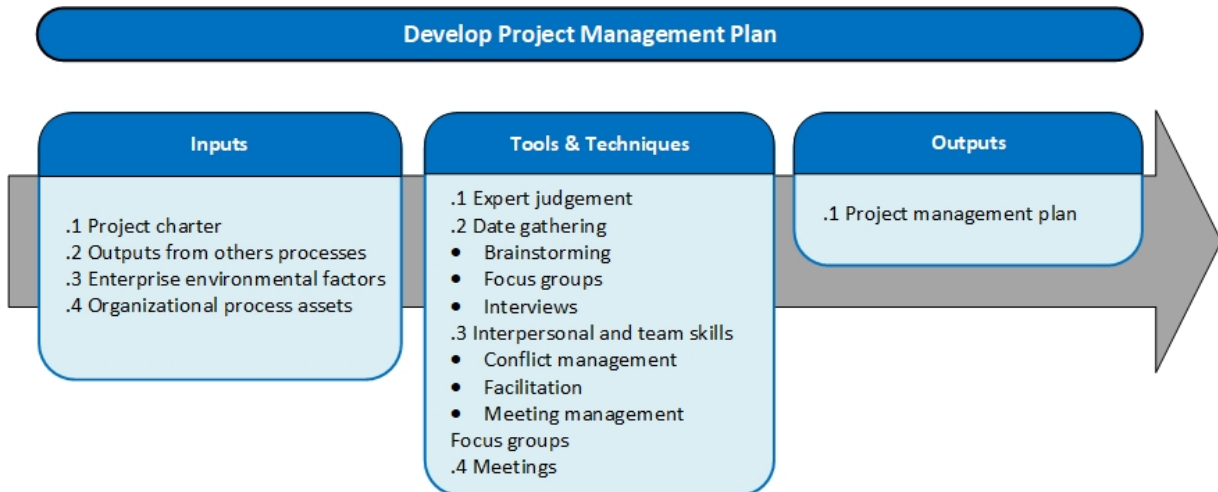 Develop Project Management Plan
Inputs
.1 Project charter
.2 Outputs from others processes
.3 Enterprise environmental factors
.4 Organizational process assets
Tools & Techniques
.1 Expert judgement
.2 Date gathering
• Brainstorming
• Focus groups
• Interviews
.3 Interpersonal and team skills
• Conflict management
• Facilitation
• Meeting management
Focus groups
.4 Meetings
Outputs
.1 Project management plan